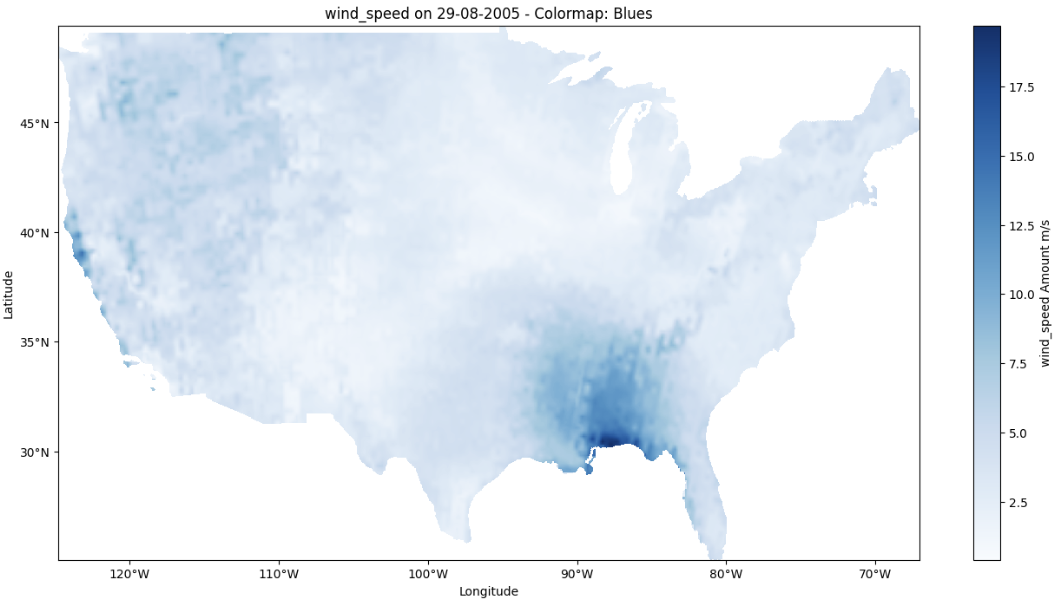 wind_speed on 29-08-2005 - Colormap: Blues
45°N
40°N
35°N
30°N
Latitude
120°W 110°W 100°W 90°W 80°W 70°W
Longitude
17.5
15.0
12.5
10.0
7.5
5.0
2.5
wind_speed Amount m/s